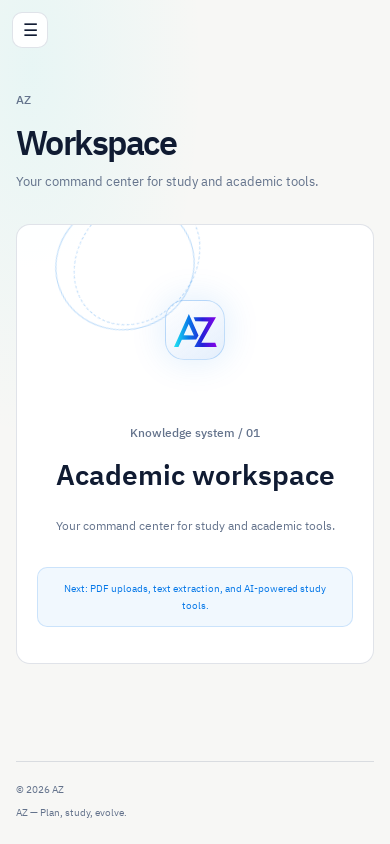 AZ
Workspace
Your command center for study and academic tools.
AZ
Knowledge system / 01
Academic workspace
Your command center for study and academic tools.
Next: PDF uploads, text extraction, and AI-powered study
tools.
© 2026 AZ
AZ — Plan, study, evolve.